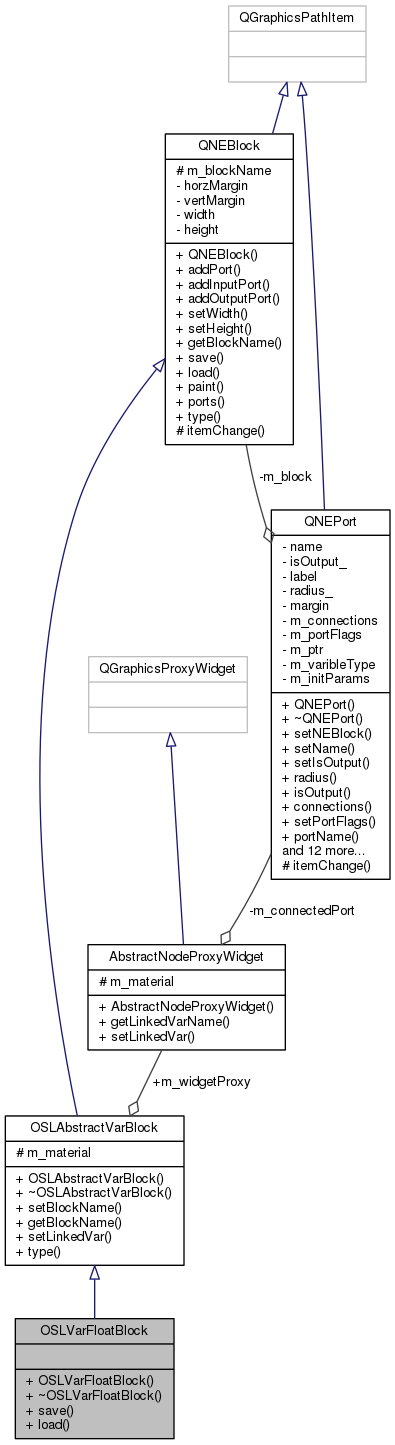 QGraphicsPathItem
QNEBlock
# m_blockName
- horzMargin
- vertMargin
- width
- height
+ QNEBlock()
+ addPort()
+ addInputPort()
+ addOutputPort()
+ setWidth()
+ setHeight()
+ getBlockName()
+ save()
+ load()
+ paint()
+ ports()
+ type()
# itemChange()
-m_block
QNEPort
- name
- isOutput_
- label
- radius_
- margin
- m_connections
- m_portFlags
- m_ptr
- m_varibleType
- m_initParams
+ QNEPort()
+ ~QNEPort()
+ setNEBlock()
+ setName()
+ setIsOutput()
+ radius()
+ isOutput()
+ connections()
+ setPortFlags()
+ portName()
and 12 more...
# itemChange()
QGraphicsProxyWidget
-m_connectedPort
AbstractNodeProxyWidget
# m_material
+ AbstractNodeProxyWidget()
+ getLinkedVarName()
+ setLinkedVar()
+m_widgetProxy
OSLAbstractVarBlock
# m_material
+ OSLAbstractVarBlock()
+ ~OSLAbstractVarBlock()
+ setBlockName()
+ getBlockName()
+ setLinkedVar()
+ type()
OSLVarFloatBlock
+ OSLVarFloatBlock()
+ ~OSLVarFloatBlock()
+ save()
+ load()